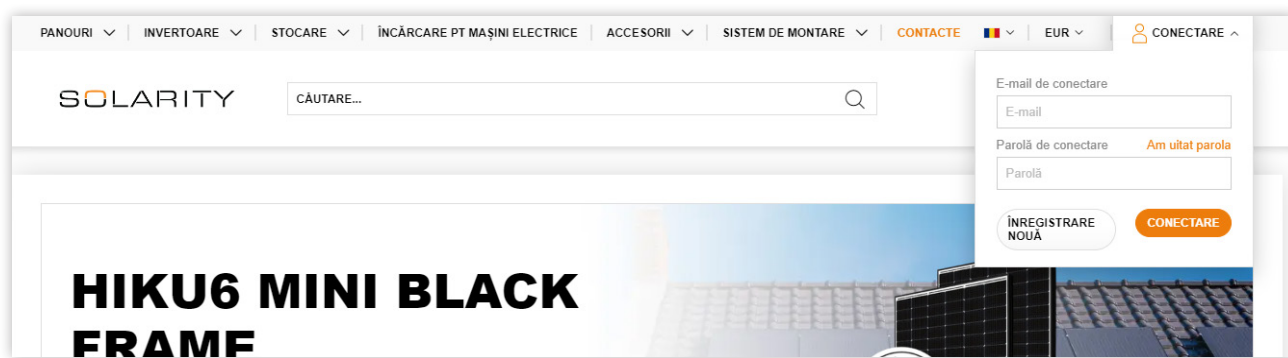 PANOURI INVERTOARE STOCARE ÎNCĂRCARE PT MAȘINI ELECTRICE ACCESORII SISTEM DE MONTARE CONTACTE EUR CONECTARE
SOLARITY
CĂUTARE...
E-mail de conectare
E-mail
Parolă de conectare Am uitat parola
Parolă
ÎNREGISTRARE
NOUĂ
CONECTARE
HIKU6 MINI BLACK
FRAME